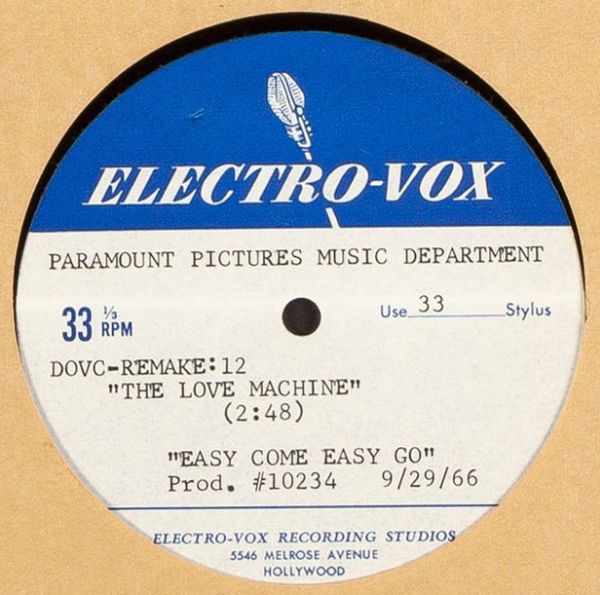 ELECTRO-VOX
PARAMOUNT PICTURES MUSIC DEPARTMENT
33 ⅓ RPM
Use 33 Stylus
DOVC-REMAKE:12
"THE LOVE MACHINE"
(2:48)
"EASY COME EASY GO"
Prod. #10234 9/29/66
ELECTRO-VOX RECORDING STUDIOS
5546 MELROSE AVENUE
HOLLYWOOD